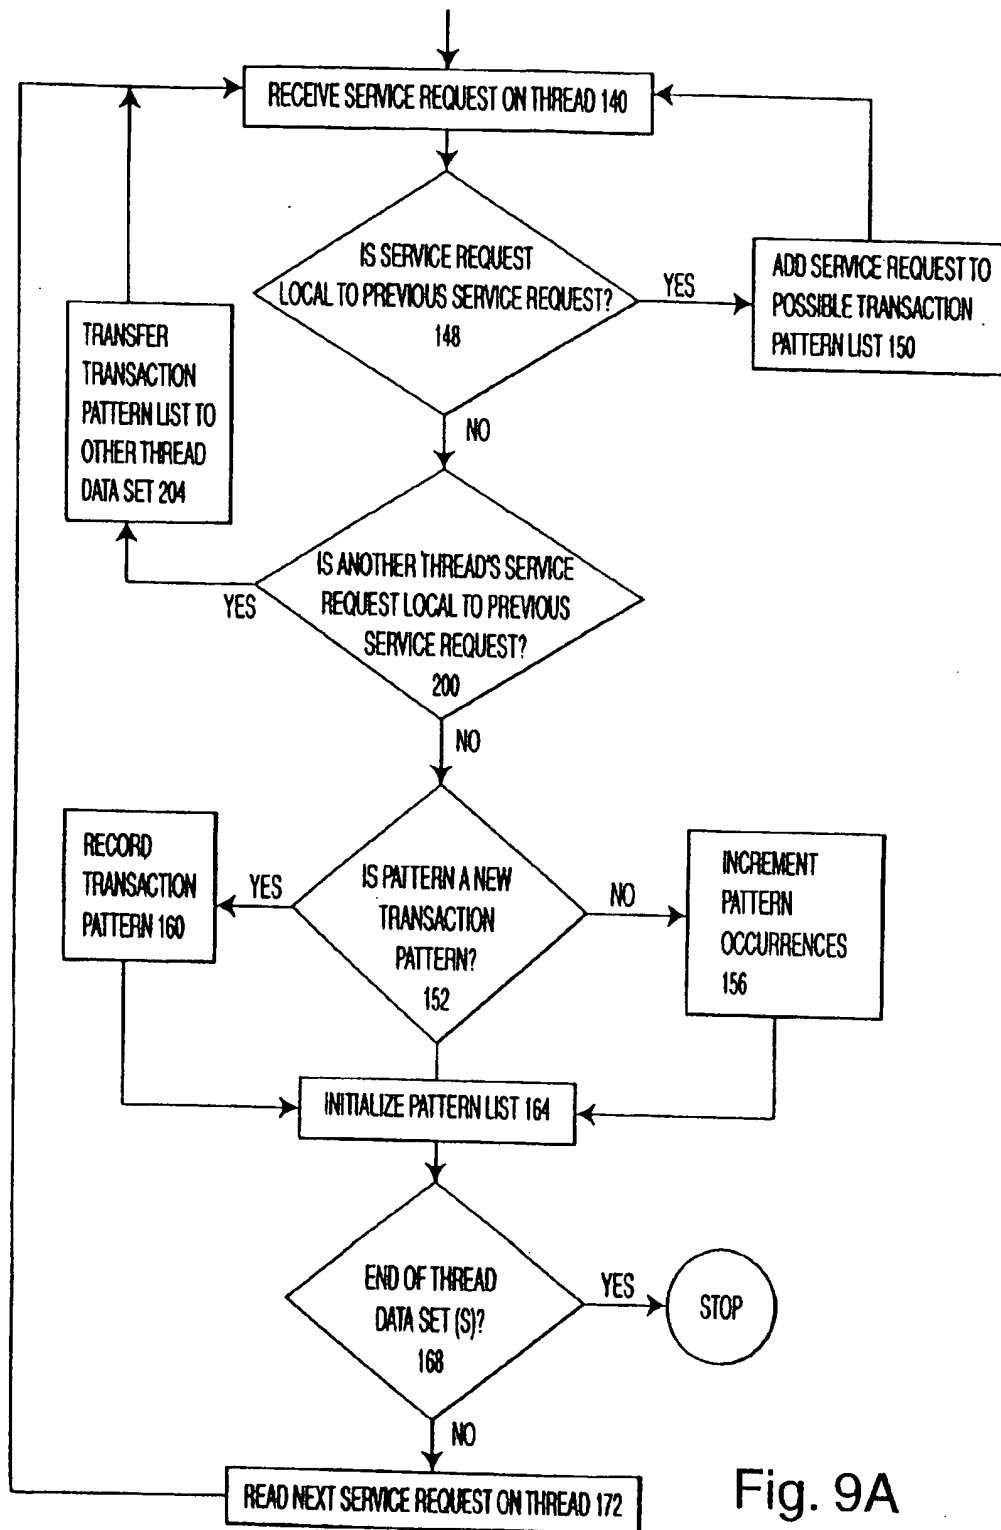 RECEIVE SERVICE REQUEST ON THREAD 140
IS SERVICE REQUEST
LOCAL TO PREVIOUS SERVICE REQUEST?
148
YES
ADD SERVICE REQUEST TO
POSSIBLE TRANSACTION
PATTERN LIST 150
TRANSFER
TRANSACTION
PATTERN LIST TO
OTHER THREAD
DATA SET 204
NO
IS ANOTHER THREAD'S SERVICE
REQUEST LOCAL TO PREVIOUS
SERVICE REQUEST?
200
YES
NO
RECORD
TRANSACTION
PATTERN 160
YES
IS PATTERN A NEW
TRANSACTION
PATTERN?
152
NO
INCREMENT
PATTERN
OCCURRENCES
156
INITIALIZE PATTERN LIST 164
END OF THREAD
DATA SET (S)?
168
YES
STOP
NO
READ NEXT SERVICE REQUEST ON THREAD 172
Fig. 9A